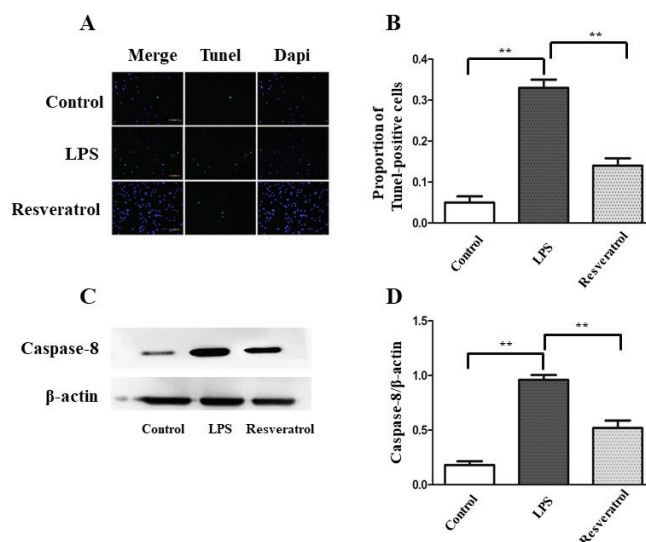 A
Merge Tunel Dapi
Control
LPS
Resveratrol
B
Proportion of
Tunel-positive cells
0.4
0.3
0.2
0.1
0.0
**
**
Control
LPS
Resveratrol
C
Caspase-8
β-actin
Control LPS Resveratrol
D
Caspase-8/β-actin
1.5
1.0
0.5
0.0
**
**
Control
LPS
Resveratrol